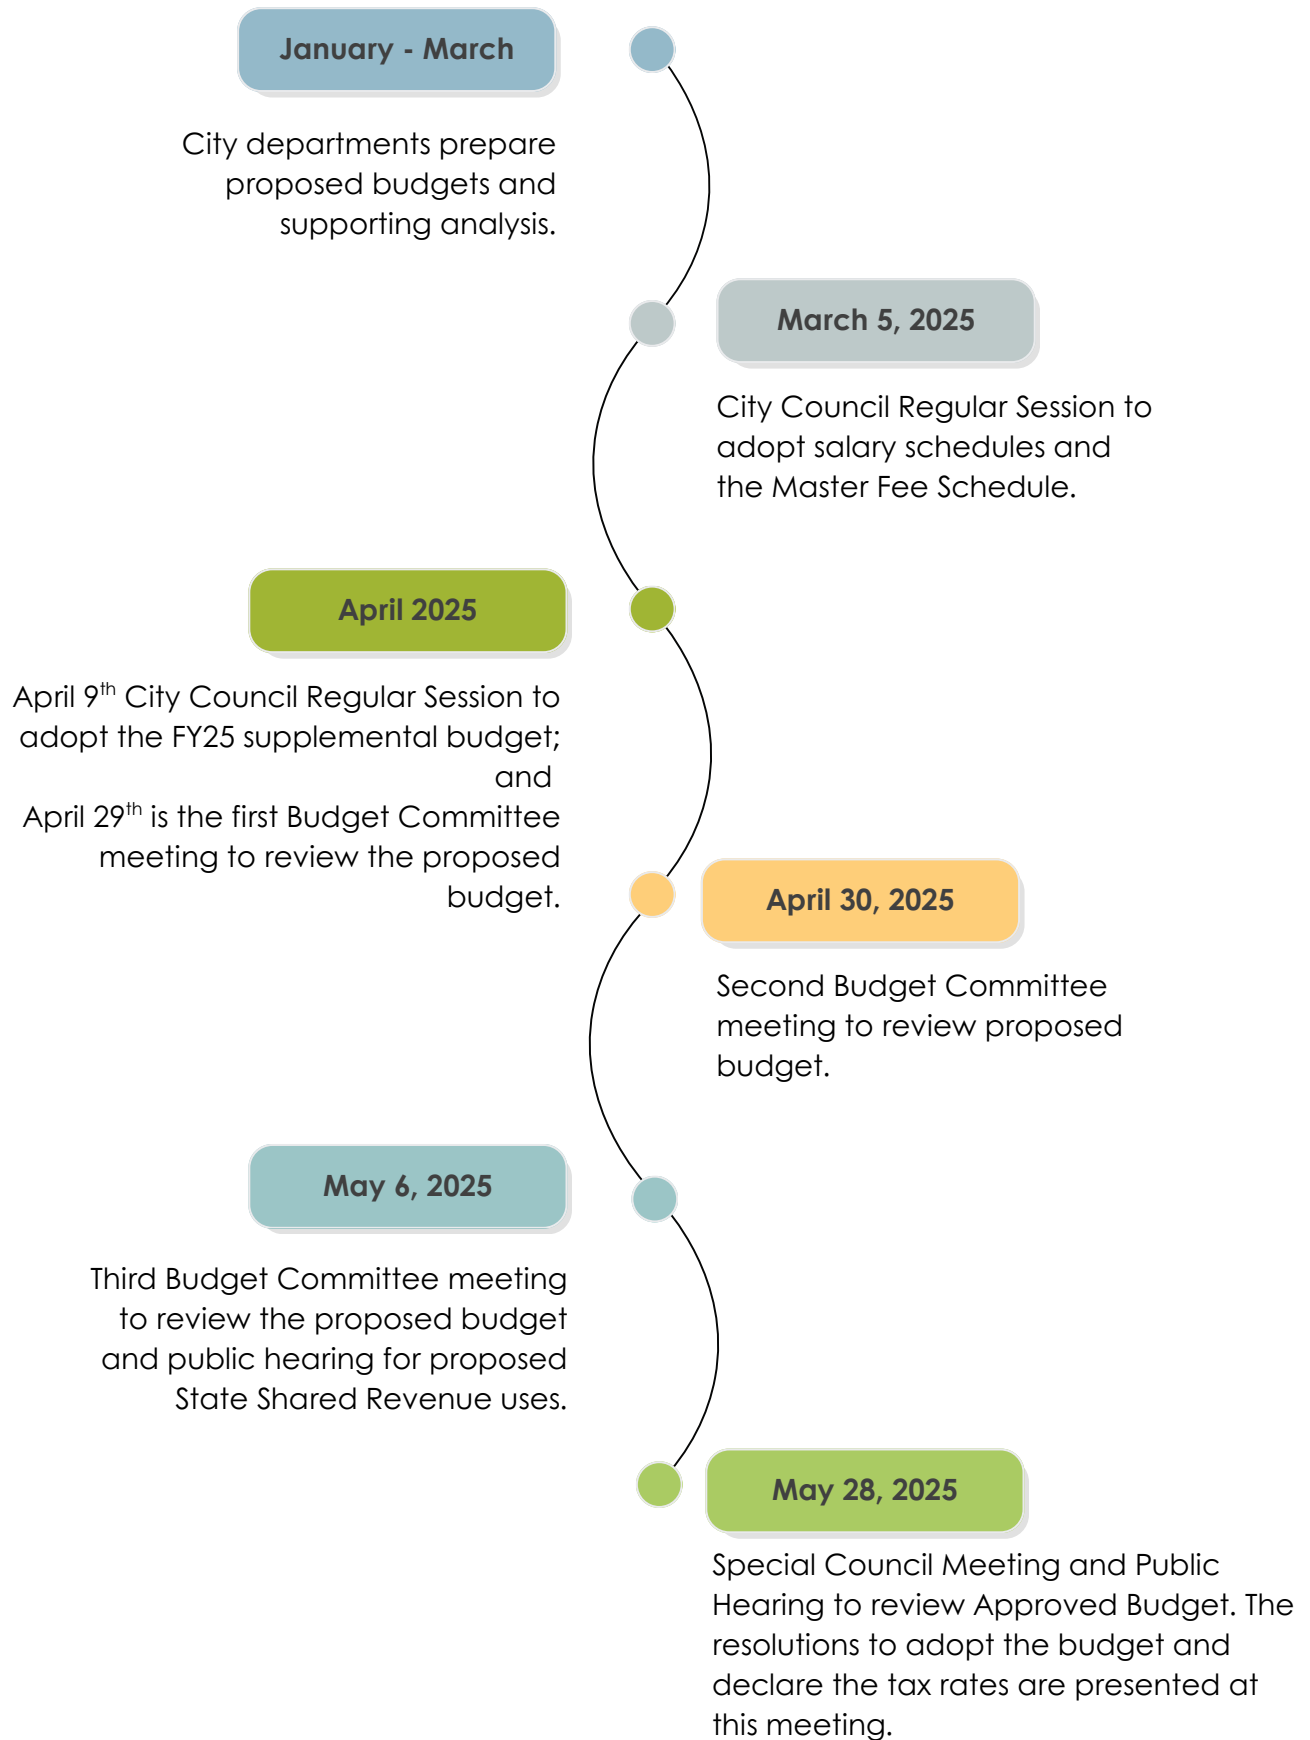 January - March
City departments prepare
proposed budgets and
supporting analysis.
March 5, 2025
City Council Regular Session to
adopt salary schedules and
the Master Fee Schedule.
April 2025
April 9th City Council Regular Session to
adopt the FY25 supplemental budget;
and
April 29th is the first Budget Committee
meeting to review the proposed
budget.
April 30, 2025
Second Budget Committee
meeting to review proposed
budget.
May 6, 2025
Third Budget Committee meeting
to review the proposed budget
and public hearing for proposed
State Shared Revenue uses.
May 28, 2025
Special Council Meeting and Public
Hearing to review Approved Budget. The
resolutions to adopt the budget and
declare the tax rates are presented at
this meeting.